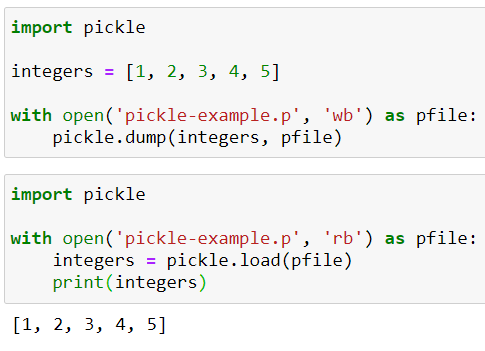 import pickle
integers = [1, 2, 3, 4, 5]
with open('pickle-example.p', 'wb') as pfile:
    pickle.dump(integers, pfile)
import pickle
with open('pickle-example.p', 'rb') as pfile:
    integers = pickle.load(pfile)
    print(integers)
[1, 2, 3, 4, 5]